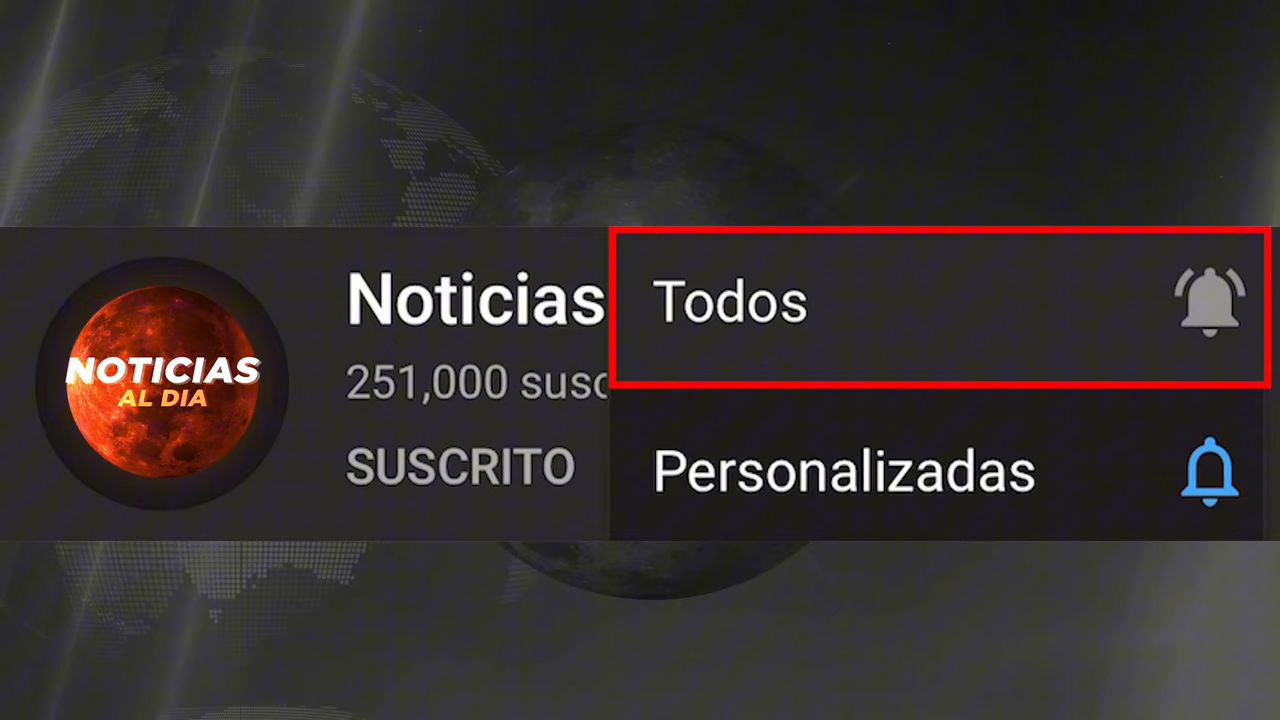 NOTICIAS
AL DIA
Noticias
251,000 susc
SUSCRITO
Todos
Personalizadas